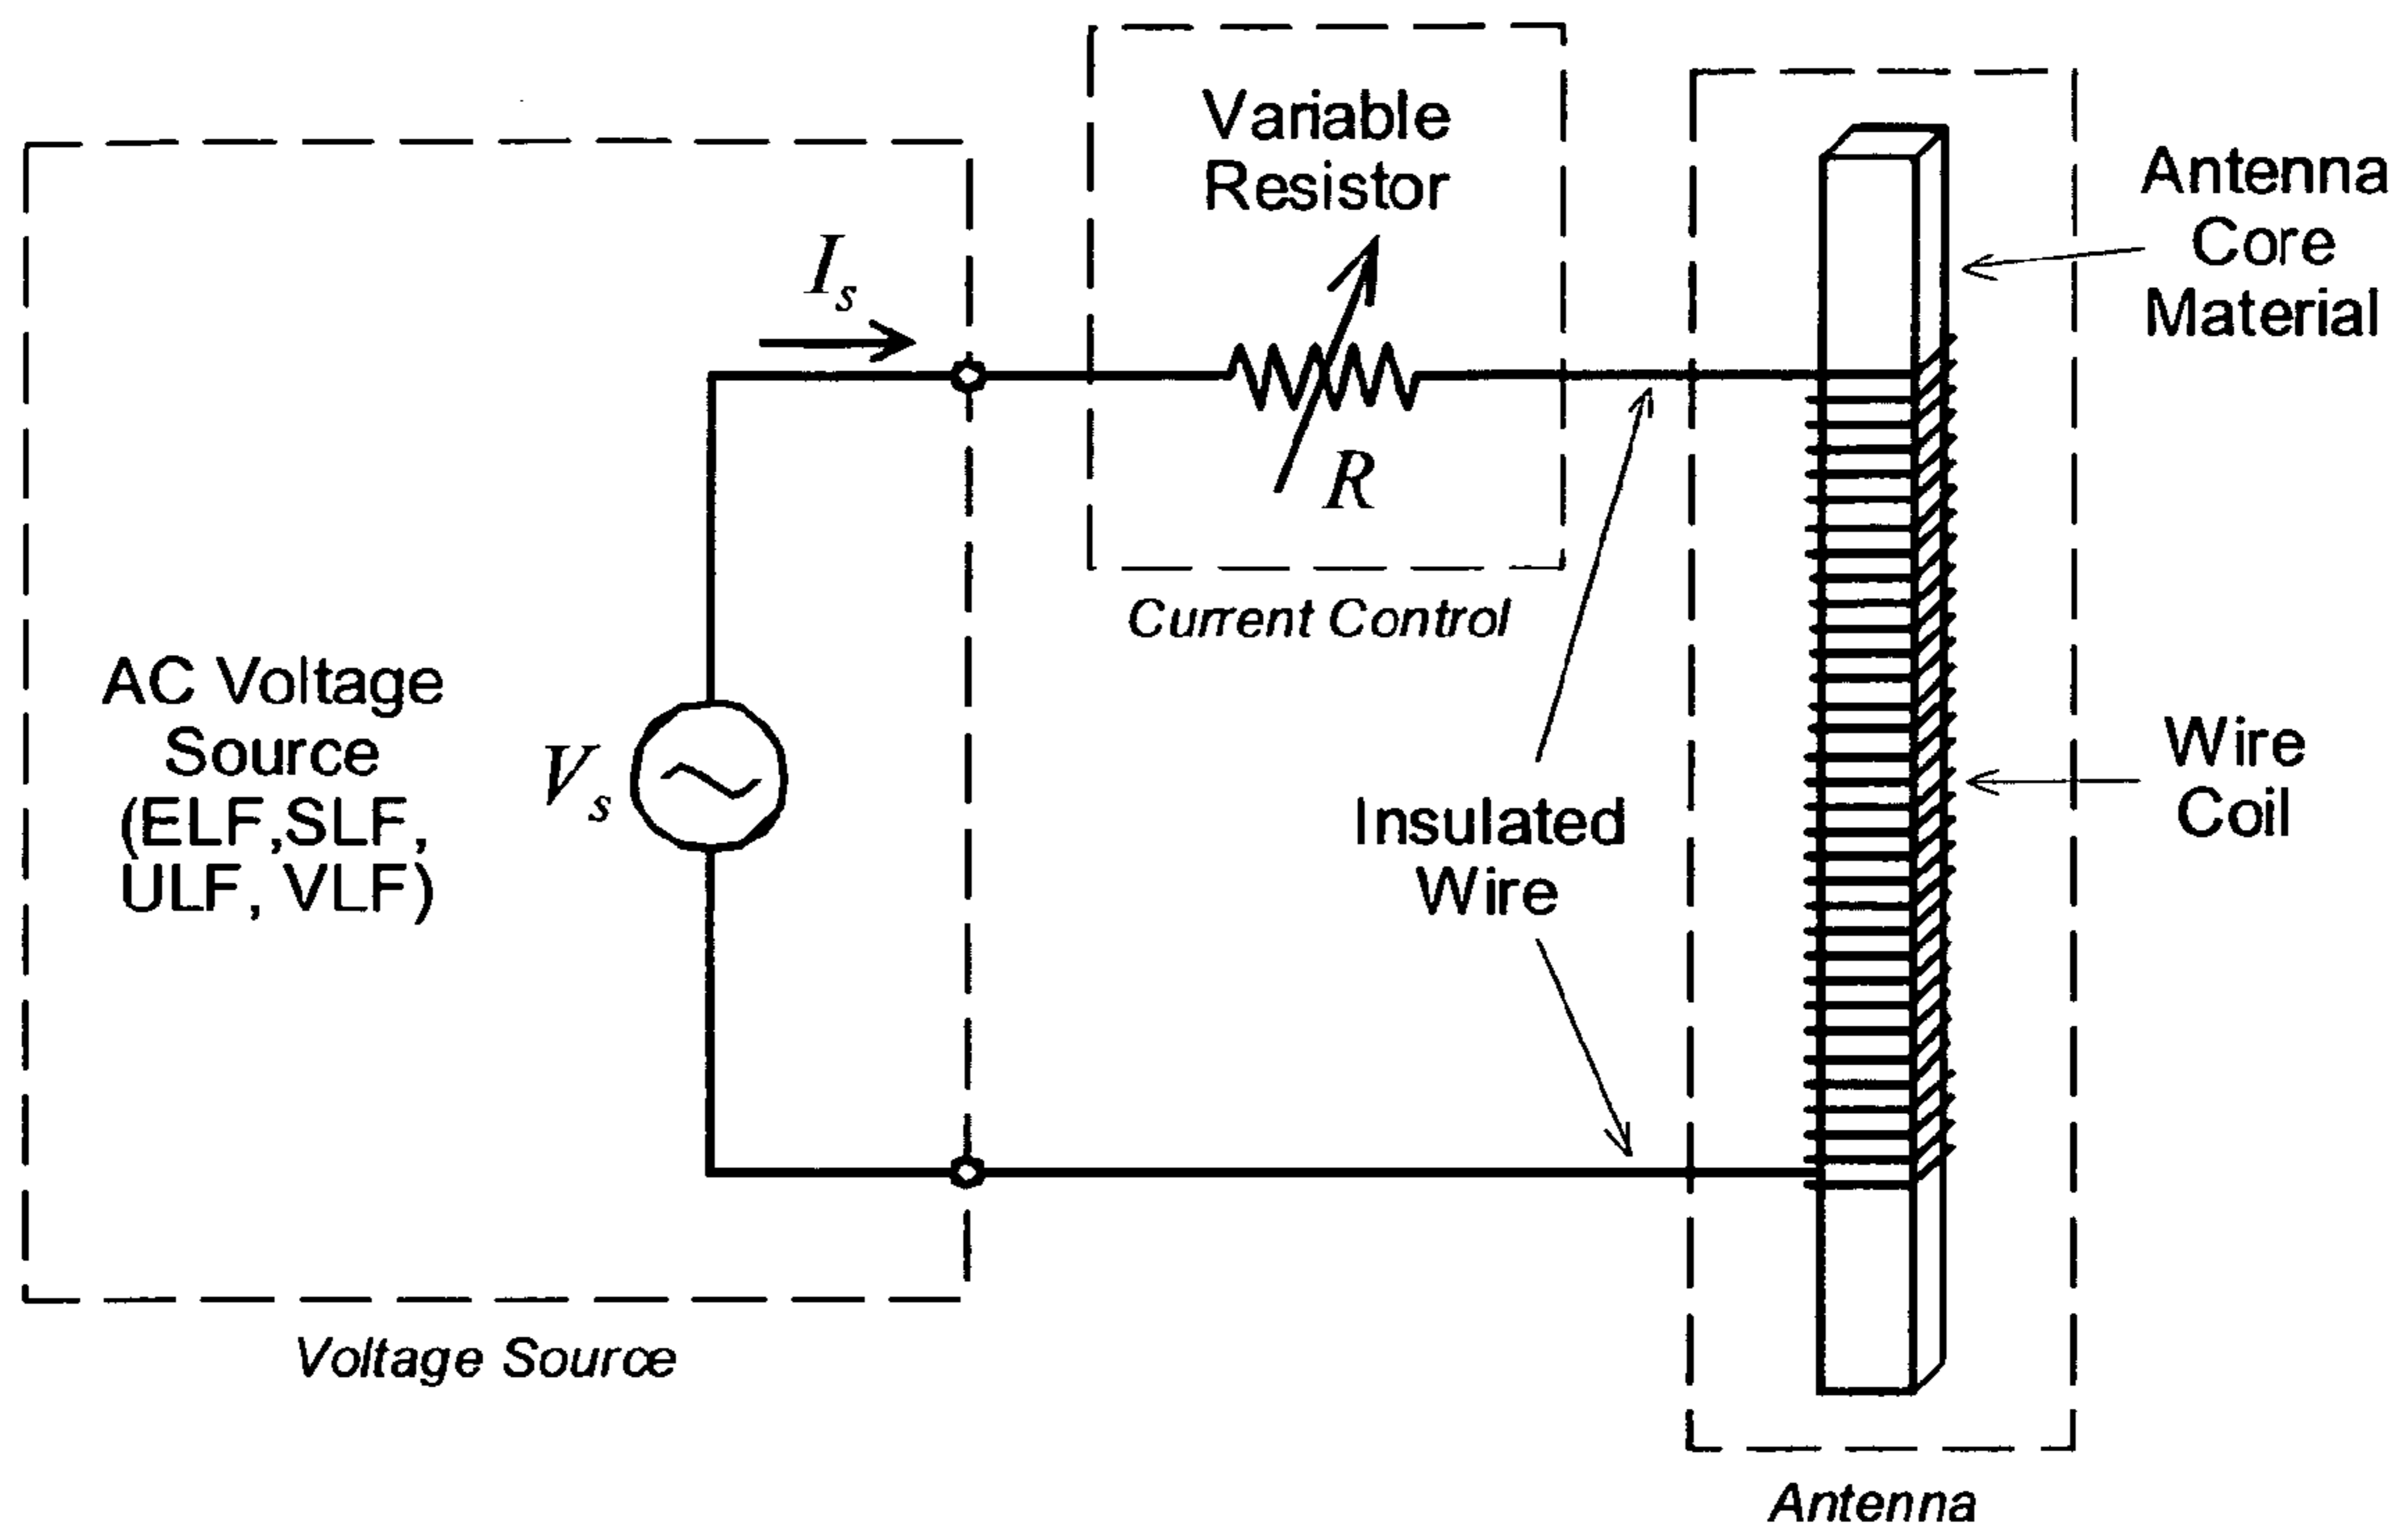 Variable
Resistor
I_s
R
Current Control
AC Voltage
Source
(ELF,SLF,
ULF, VLF)
V_s
Voltage Source
Insulated
Wire
Antenna
Core
Material
Wire
Coil
Antenna